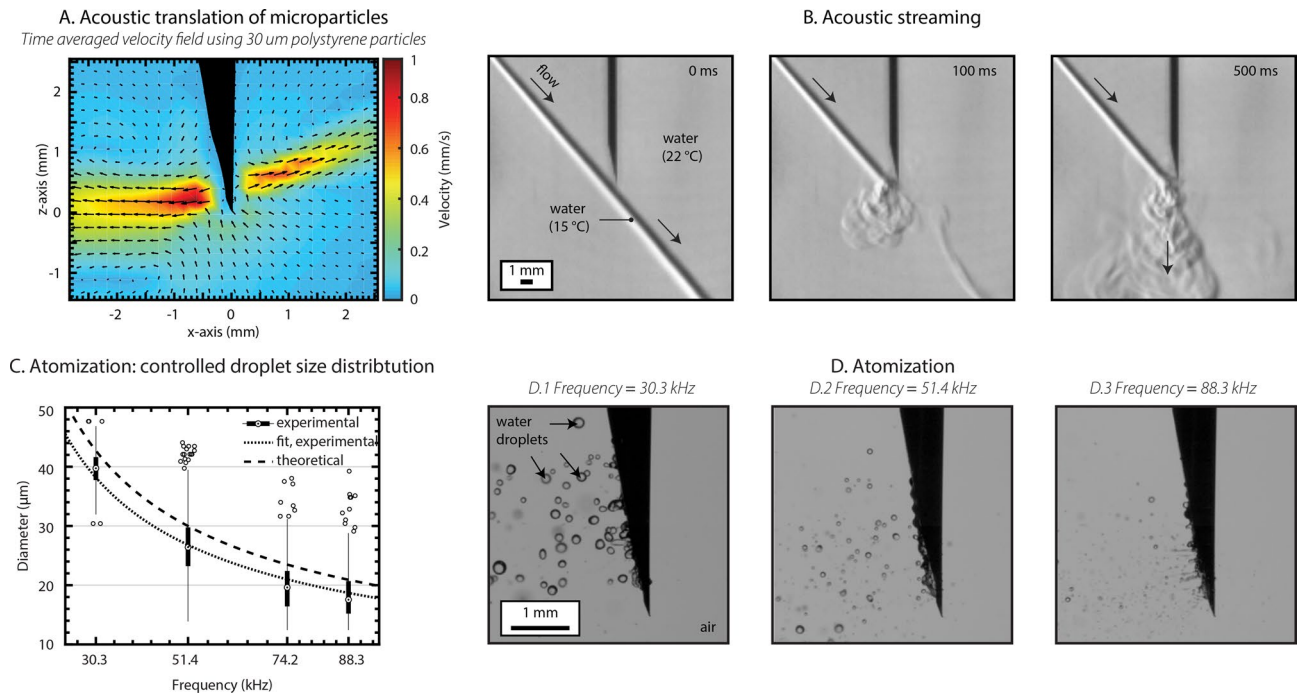 A. Acoustic translation of microparticles
Time averaged velocity field using 30 um polystyrene particles
2
1
0
-1
z-axis (mm)
-2
-1
0
1
2
x-axis (mm)
1
0.8
0.6
0.4
0.2
0
Velocity (mm/s)
B. Acoustic streaming
0 ms
flow
water
(22 °C)
water
(15 °C)
1 mm
100 ms
500 ms
C. Atomization: controlled droplet size distribtution
50
40
30
20
10
Diameter (µm)
experimental
fit, experimental
theoretical
30.3
51.4
74.2
88.3
Frequency (kHz)
D. Atomization
D.1 Frequency = 30.3 kHz
water
droplets
1 mm
air
D.2 Frequency = 51.4 kHz
D.3 Frequency = 88.3 kHz